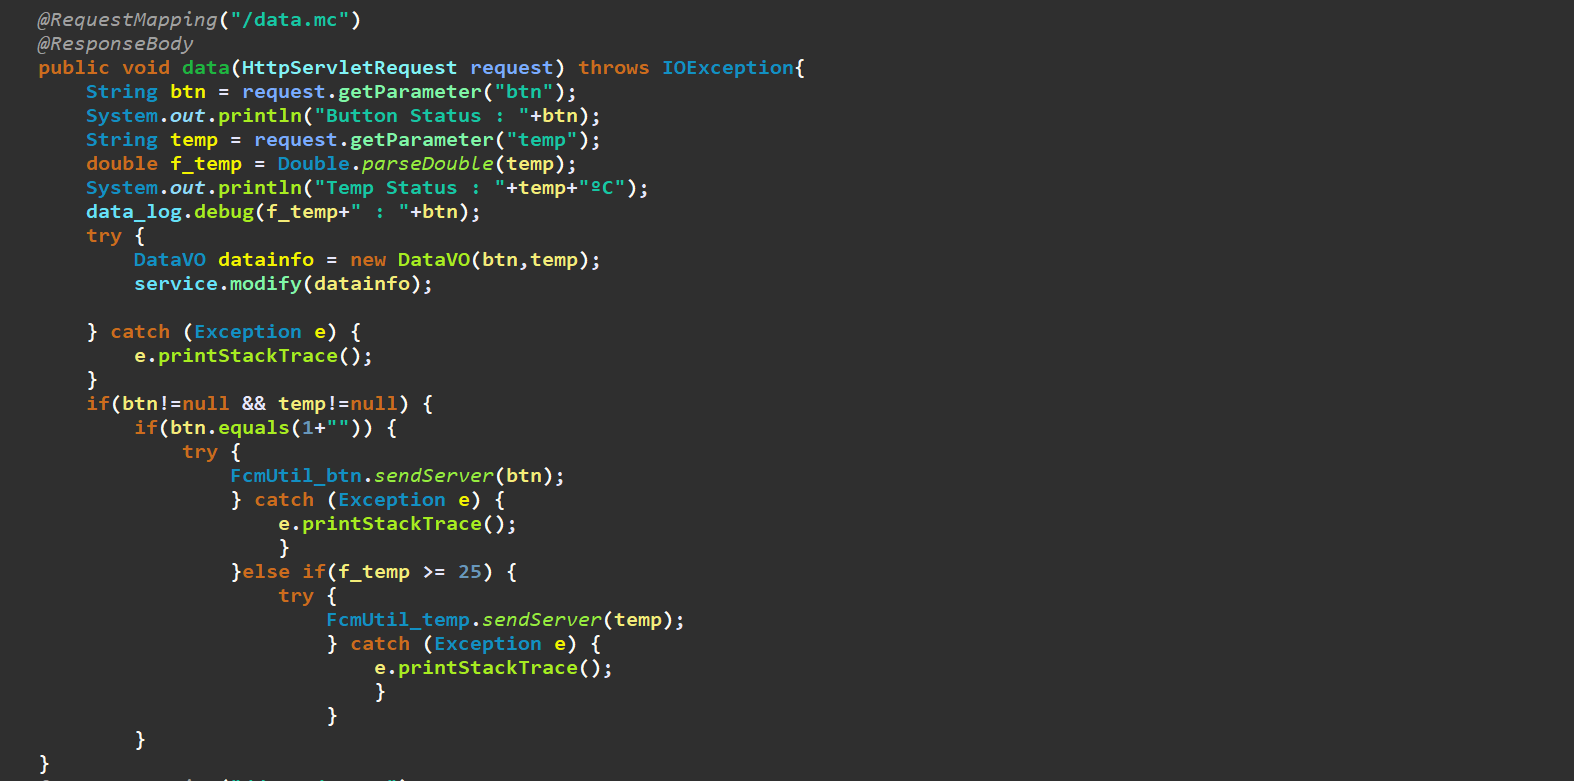 @RequestMapping("/data.mc")
@ResponseBody
public void data(HttpServletRequest request) throws IOException{
    String btn = request.getParameter("btn");
    System.out.println("Button Status : "+btn);
    String temp = request.getParameter("temp");
    double f_temp = Double.parseDouble(temp);
    System.out.println("Temp Status : "+temp+"ºC");
    data_log.debug(f_temp+" : "+btn);
    try {
        DataVO datainfo = new DataVO(btn,temp);
        service.modify(datainfo);

    } catch (Exception e) {
        e.printStackTrace();
    }
    if(btn!=null && temp!=null) {
        if(btn.equals(1+"")) {
            try {
                FcmUtil_btn.sendServer(btn);
                } catch (Exception e) {
                    e.printStackTrace();
                    }
                }else if(f_temp >= 25) {
                    try {
                        FcmUtil_temp.sendServer(temp);
                        } catch (Exception e) {
                            e.printStackTrace();
                            }
                        }
        }
}